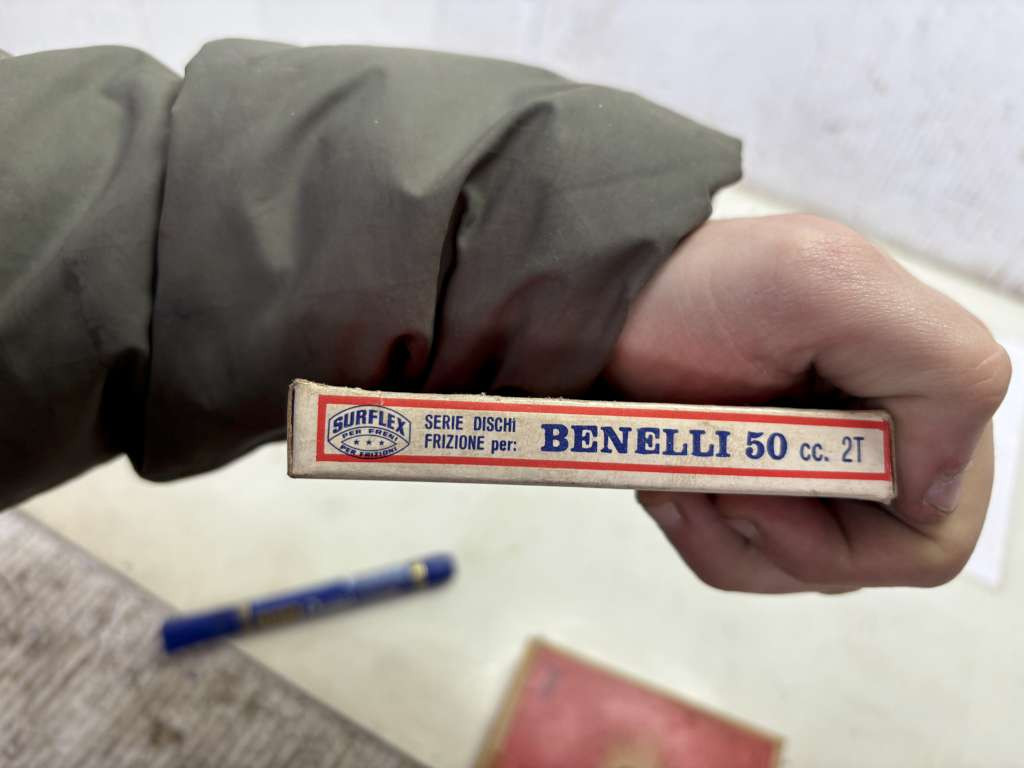 SURFLEX
PER FRENI
PER FRIZIONI
SERIE DISCHI
FRIZIONE per:
BENELLI 50 cc. 2T